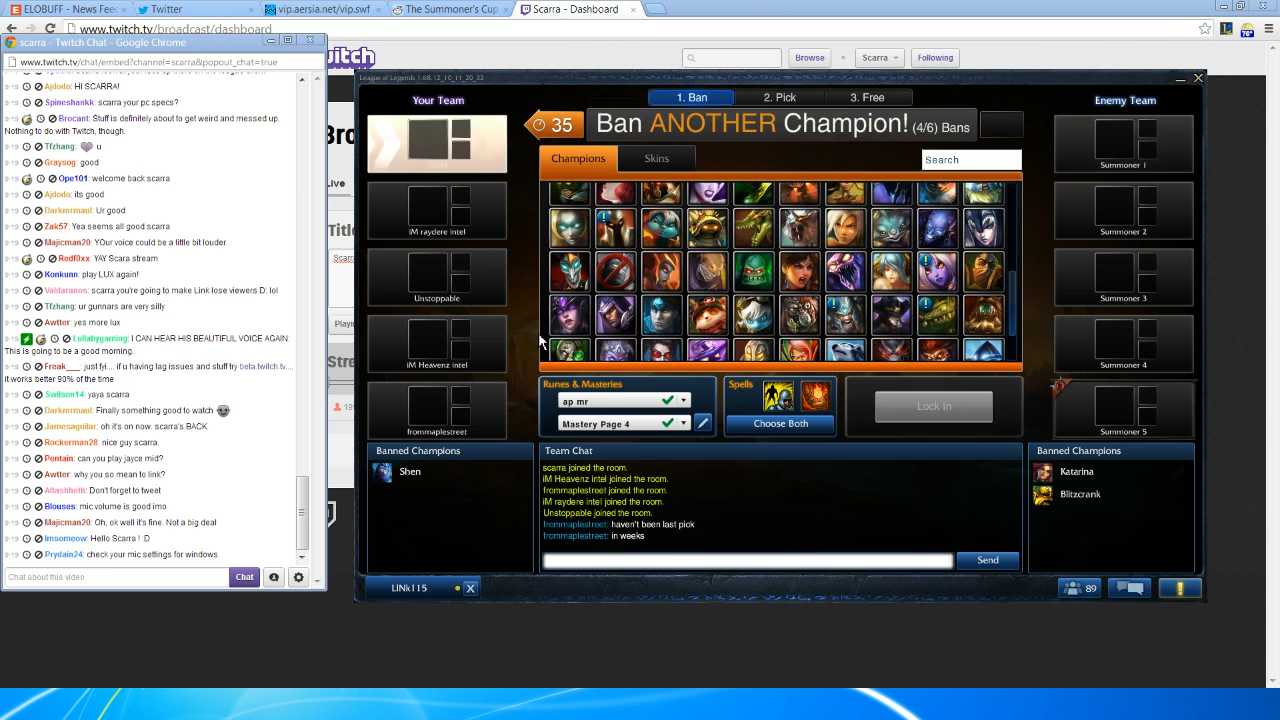 ELOBUFF - News Fee
Twitter
vip.aersia.net/vip.swf
The Summoner's Cup
Scarra - Dashboard
www.twitch.tv/broadcast/dashboard
scarra - Twitch Chat - Google Chrome
www.twitch.tv/chat/embed?channel=scarra&popout_chat=true
Browse
Scarra
Following
Ajdodo: HI SCARRA!
Spineshankk: scarra your pc specs?
Brocant: Stuff is definitely about to get weird and messed up.
Nothing to do with Twitch, though.
Tfzhang: u
Graysog: good
Ope101: welcome back scarra
Ajdodo: its good
Darkmrmaul: Ur good
Zak57: Yea seems all good scarra
Majicman20: YOur voice could be a little bit louder
Redf0xx: YAY Scara stream
Konkunn: play LUX again!
Valdaranos: scarra you're going to make Link lose viewers D: lol
Tfzhang: ur gunnars are very silly
Awtter: yes more lux
Lullabygaming: I CAN HEAR HIS BEAUTIFUL VOICE AGAIN:
This is going to be a good morning.
Freak___: just fyi.... if u having lag issues and stuff try beta.twitch.tv....
it works better 90% of the time
Switson14: yaya scarra
Darkmrmaul: Finally something good to watch
Jamesaguilar: oh it's on now. scarra's BACK
Rockerman28: nice guy scarra.
Pentain: can you play jayce mid?
Awtter: why you so mean to link?
Altashheth: Don't forget to tweet
Blouses: mic volume is good imo
Majicman20: Oh, ok well it's fine. Not a big deal
Imsomeow: Hello Scarra ! :D
Prydain24: check your mic settings for windows
Chat about this video
Chat
Live
Title
Scarra
Playing
League of Legends 1.68.12_10_11_20_32
Your Team
1. Ban
2. Pick
3. Free
Enemy Team
35
Ban ANOTHER Champion! (4/6) Bans
Champions
Skins
Search
iM raydere intel
Unstoppable
iM Heavenz intel
frommaplestreet
Summoner 1
Summoner 2
Summoner 3
Summoner 4
Summoner 5
Runes & Masteries
ap mr
Mastery Page 4
Spells
Choose Both
Lock In
Banned Champions
Shen
Team Chat
scarra joined the room.
iM Heavenz intel joined the room.
frommaplestreet joined the room.
iM raydere intel joined the room.
Unstoppable joined the room.
frommaplestreet: haven't been last pick
frommaplestreet: in weeks
Send
Banned Champions
Katarina
Blitzcrank
LINk115
89